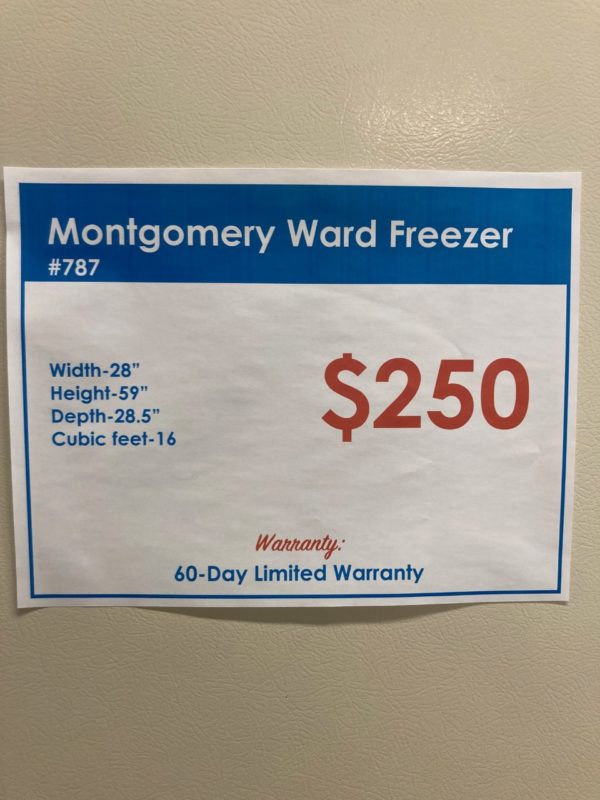 Montgomery Ward Freezer
#787
Width-28”
Height-59”
Depth-28.5”
Cubic feet-16
$250
Warranty:
60-Day Limited Warranty